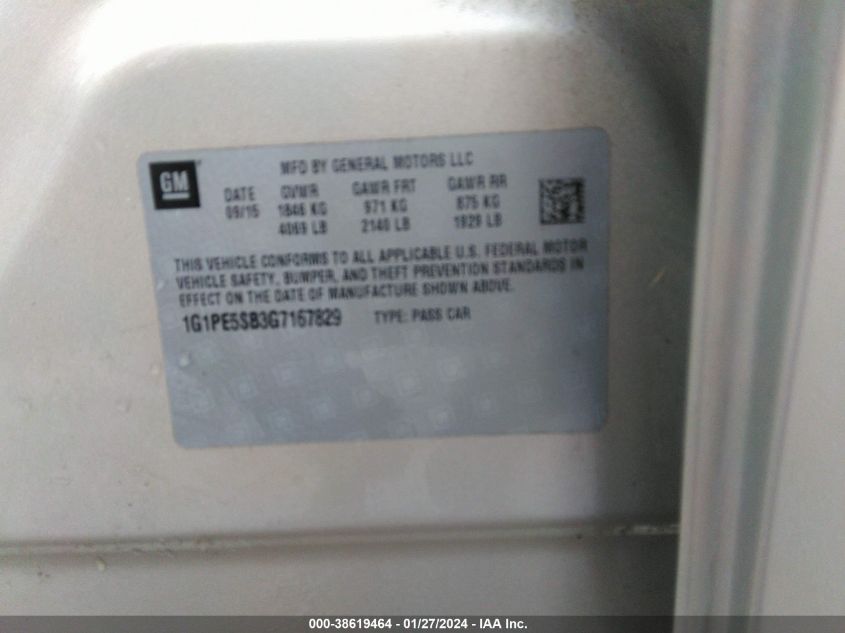 GM
MFD BY GENERAL MOTORS LLC
DATE GVWR GAWR FRT GAWR RR
09/15 1846 KG 971 KG 875 KG
4069 LB 2140 LB 1929 LB
THIS VEHICLE CONFORMS TO ALL APPLICABLE U.S. FEDERAL MOTOR
VEHICLE SAFETY, BUMPER, AND THEFT PREVENTION STANDARDS IN
EFFECT ON THE DATE OF MANUFACTURE SHOWN ABOVE.
1G1PE5SB3G7167829 TYPE: PASS CAR
000-38619464 - 01/27/2024 - IAA Inc.